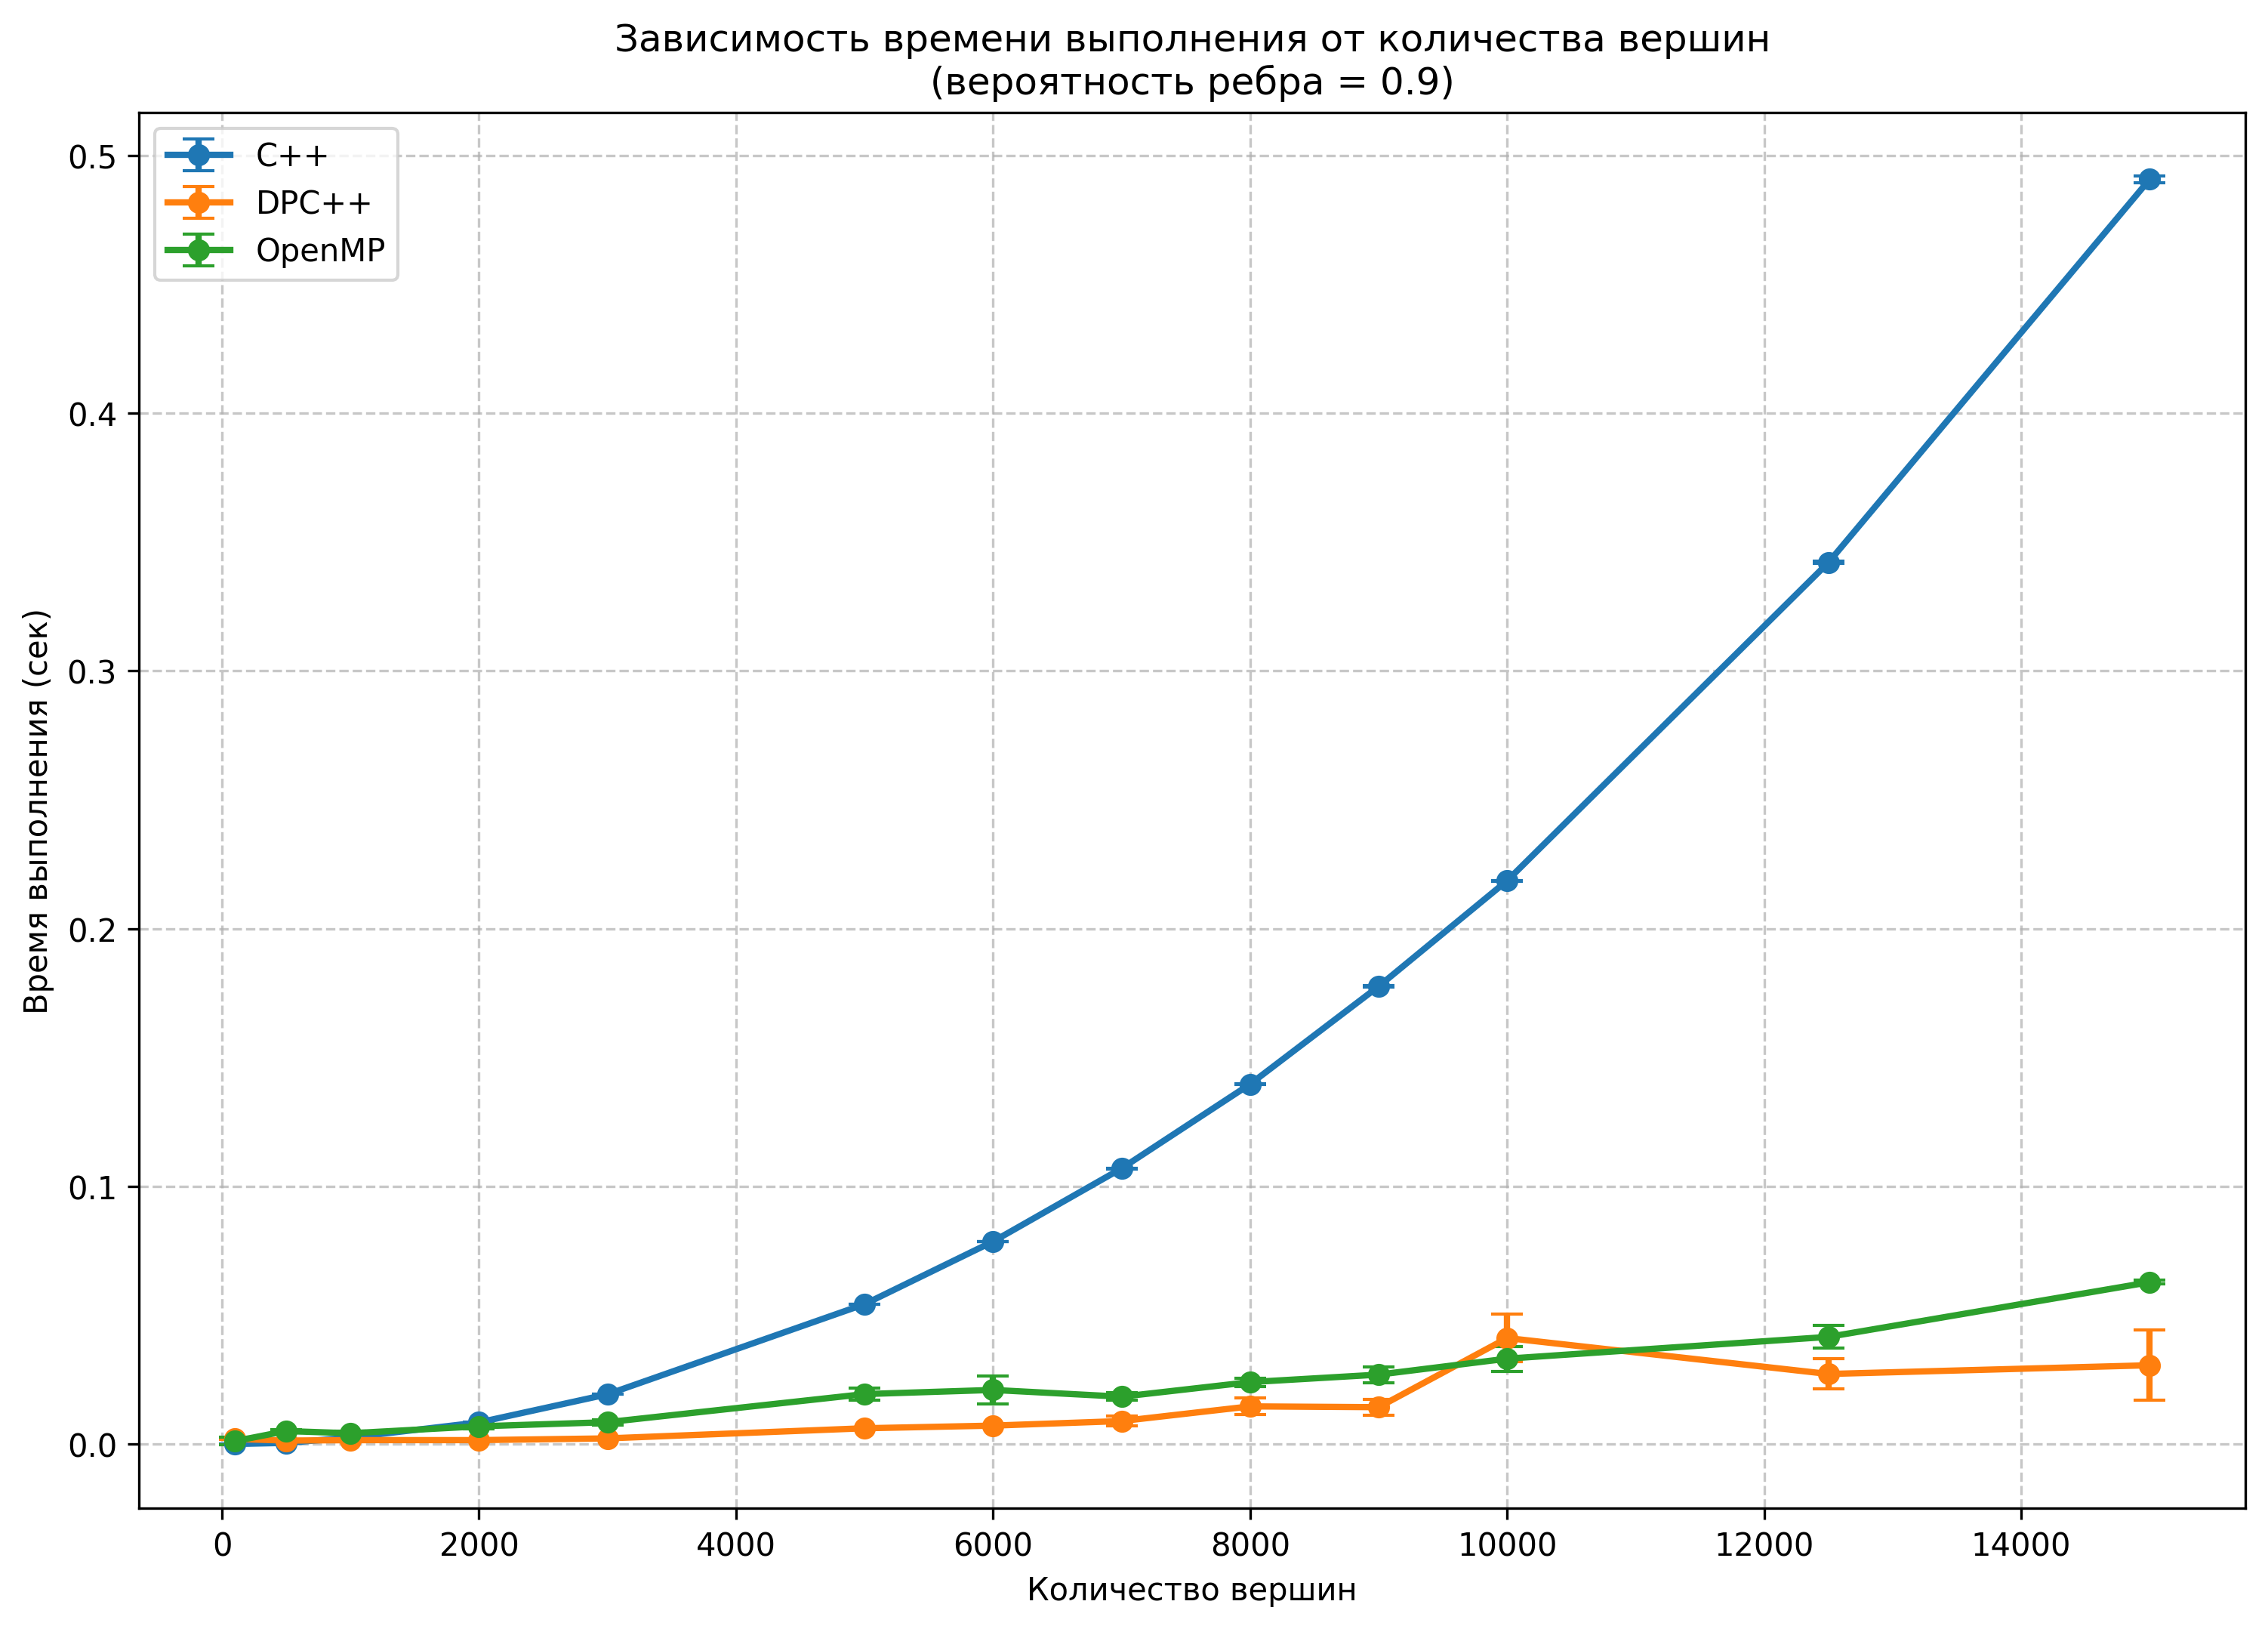 Зависимость времени выполнения от количества вершин
(вероятность ребра = 0.9)
C++
DPC++
OpenMP
Время выполнения (сек)
0.5
0.4
0.3
0.2
0.1
0.0
0 2000 4000 6000 8000 10000 12000 14000
Количество вершин